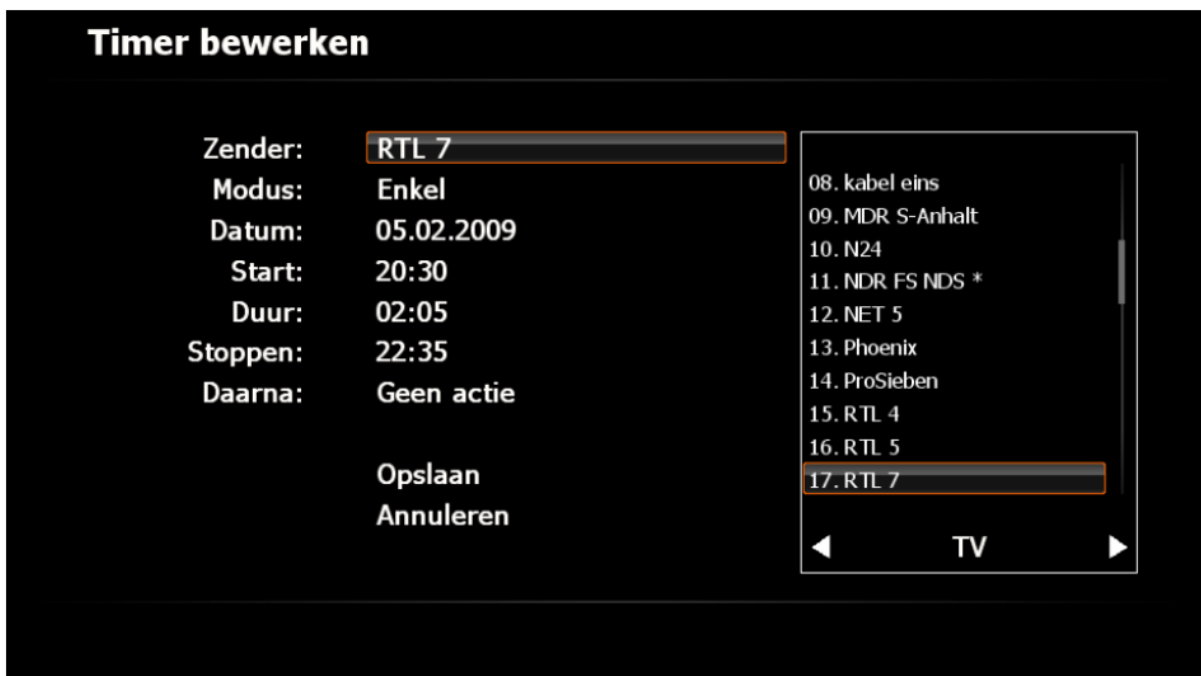 Timer bewerken
Zender: RTL 7
Modus: Enkel
Datum: 05.02.2009
Start: 20:30
Duur: 02:05
Stoppen: 22:35
Daarna: Geen actie
Opslaan
Annuleren
08. kabel eins
09. MDR S-Anhalt
10. N24
11. NDR FS NDS *
12. NET 5
13. Phoenix
14. ProSieben
15. RTL 4
16. RTL 5
17. RTL 7
TV